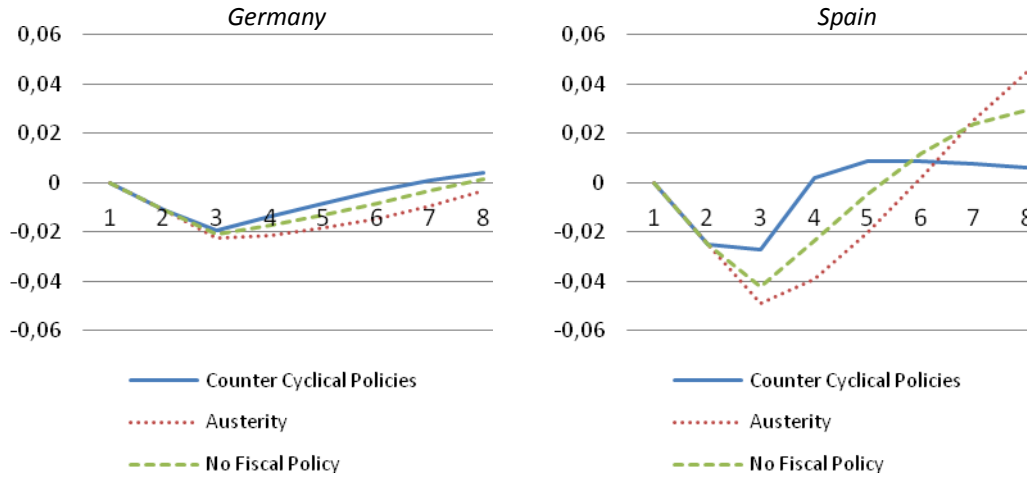 Germany
0,06
0,04
0,02
0
-0,02
-0,04
-0,06
1 2 3 4 5 6 7 8
Counter Cyclical Policies
Austerity
No Fiscal Policy
Spain
0,06
0,04
0,02
0
-0,02
-0,04
-0,06
1 2 3 4 5 6 7 8
Counter Cyclical Policies
Austerity
No Fiscal Policy